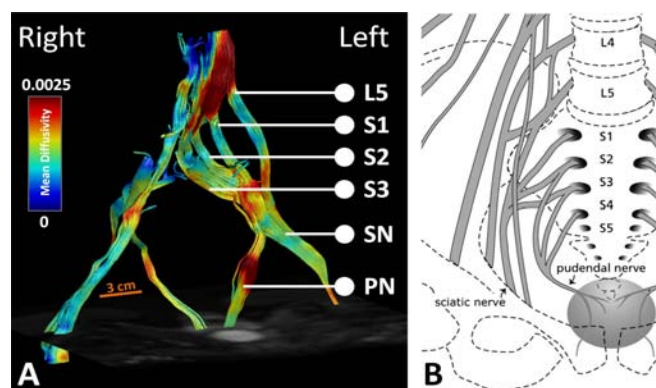 Right
Left
0.0025
Mean Diffusivity
0
L5
S1
S2
S3
SN
PN
3 cm
A
L4
L5
S1
S2
S3
S4
S5
pudendal nerve
sciatic nerve
B